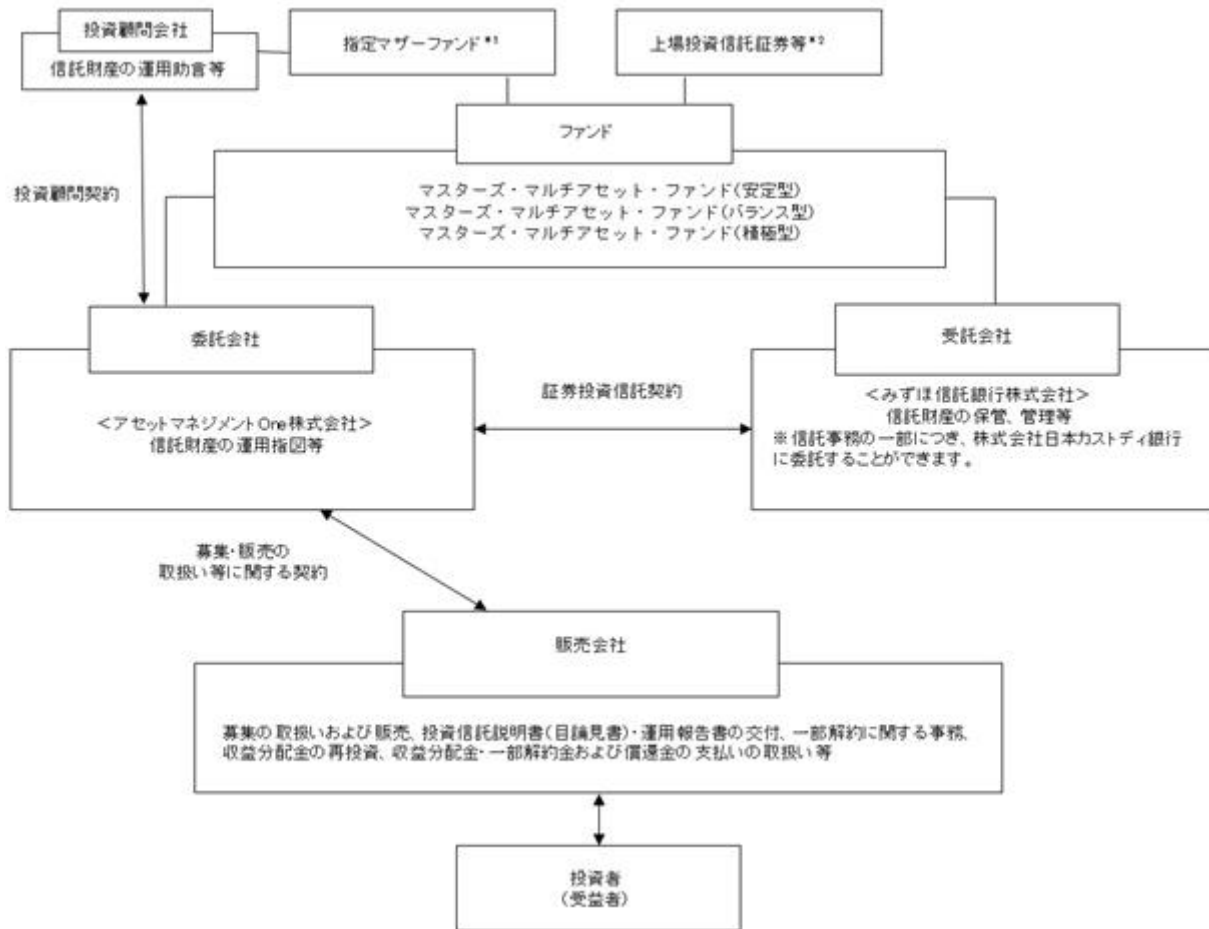 投資顧問会社
信託財産の運用助言等
指定マザーファンド*1
上場投資信託証券等*2
ファンド
マスターズ・マルチアセット・ファンド(安定型)
マスターズ・マルチアセット・ファンド(バランス型)
マスターズ・マルチアセット・ファンド(積極型)
投資顧問契約
委託会社
<アセットマネジメントOne株式会社>
信託財産の運用指図等
証券投資信託契約
受託会社
<みずほ信託銀行株式会社>
信託財産の保管、管理等
※信託事務の一部につき、株式会社日本カストディ銀行
に委託することができます。
募集・販売の
取扱い等に関する契約
販売会社
募集の取扱いおよび販売、投資信託説明書(目論見書)・運用報告書の交付、一部解約に関する事務、
収益分配金の再投資、収益分配金・一部解約金および償還金の支払いの取扱い等
投資者
(受益者)